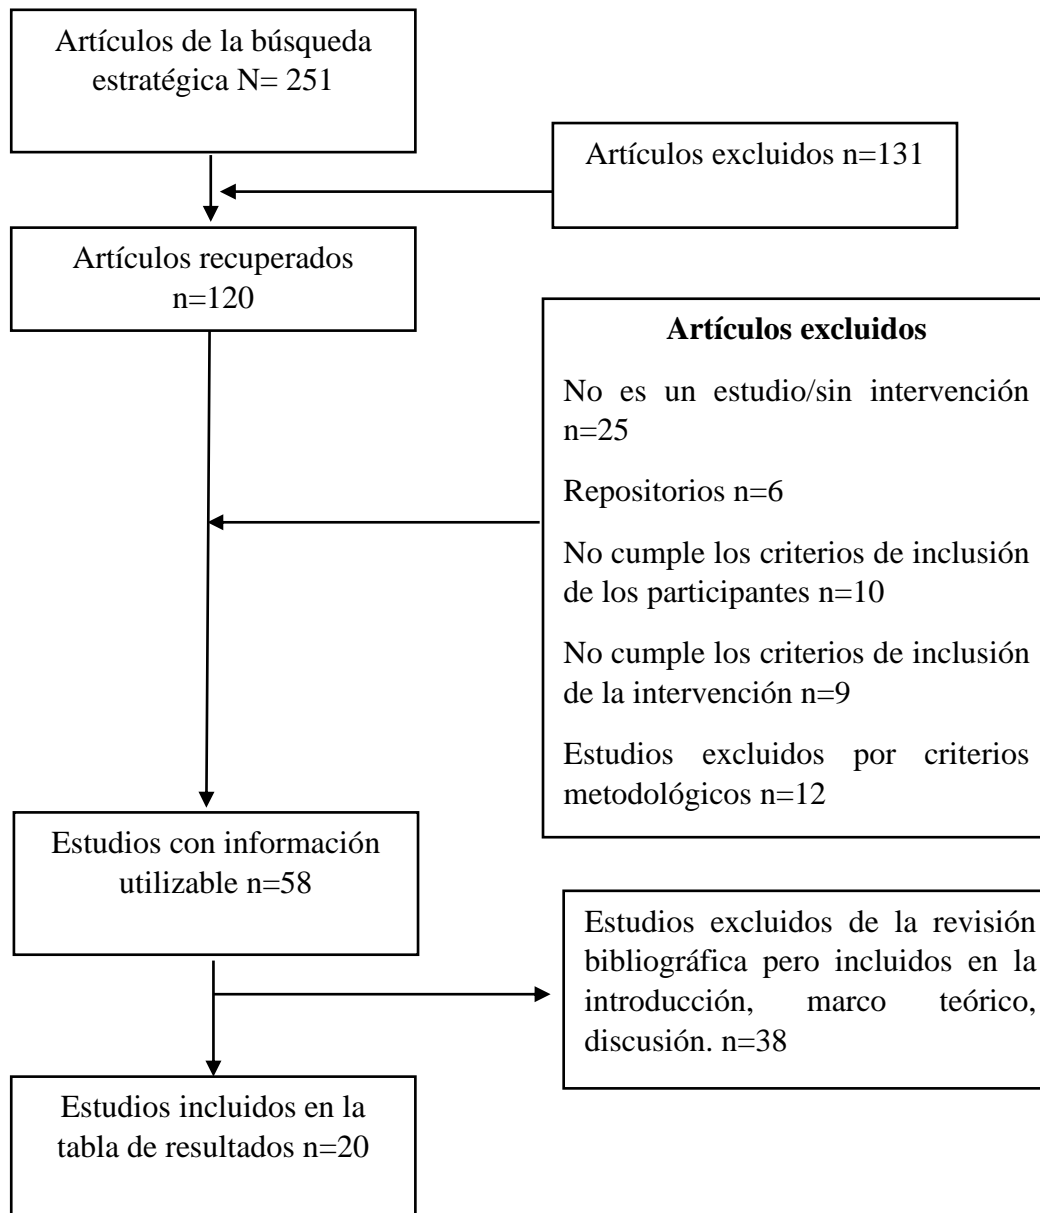 Artículos de la búsqueda
estratégica N= 251
Artículos excluidos n=131
Artículos recuperados
n=120
Artículos excluidos
No es un estudio/sin intervención
n=25
Repositorios n=6
No cumple los criterios de inclusión
de los participantes n=10
No cumple los criterios de inclusión
de la intervención n=9
Estudios excluidos por criterios
metodológicos n=12
Estudios con información
utilizable n=58
Estudios excluidos de la revisión
bibliográfica pero incluidos en la
introducción, marco teórico,
discusión. n=38
Estudios incluidos en la
tabla de resultados n=20